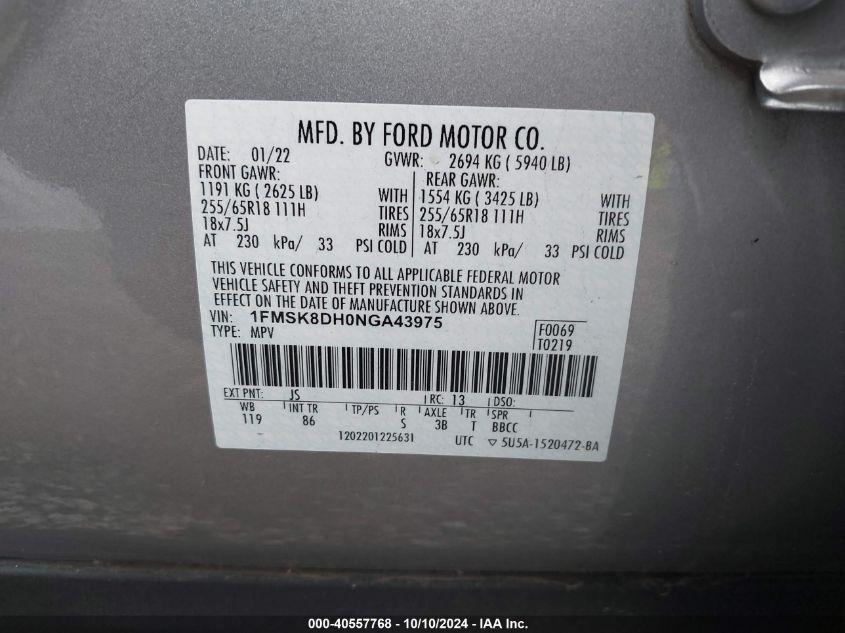 MFD. BY FORD MOTOR CO.
DATE: 01/22 GVWR: 2694 KG ( 5940 LB)
FRONT GAWR: REAR GAWR:
1191 KG ( 2625 LB) WITH 1554 KG ( 3425 LB) WITH
255/65R18 111H TIRES 255/65R18 111H TIRES
18x7.5J RIMS 18x7.5J RIMS
AT 230 kPa/ 33 PSI COLD AT 230 kPa/ 33 PSI COLD
THIS VEHICLE CONFORMS TO ALL APPLICABLE FEDERAL MOTOR
VEHICLE SAFETY AND THEFT PREVENTION STANDARDS IN
EFFECT ON THE DATE OF MANUFACTURE SHOWN ABOVE.
VIN: 1FMSK8DH0NGA43975
TYPE: MPV
F0069
T0219
EXT PNT: JS RC: 13 DSO:
WB INT TR TP/PS R AXLE TR SPR
119 86 S 3B T BBCC
1202201225631 UTC ▽ 5U5A-1520472-BA
000-40557768 - 10/10/2024 - IAA Inc.